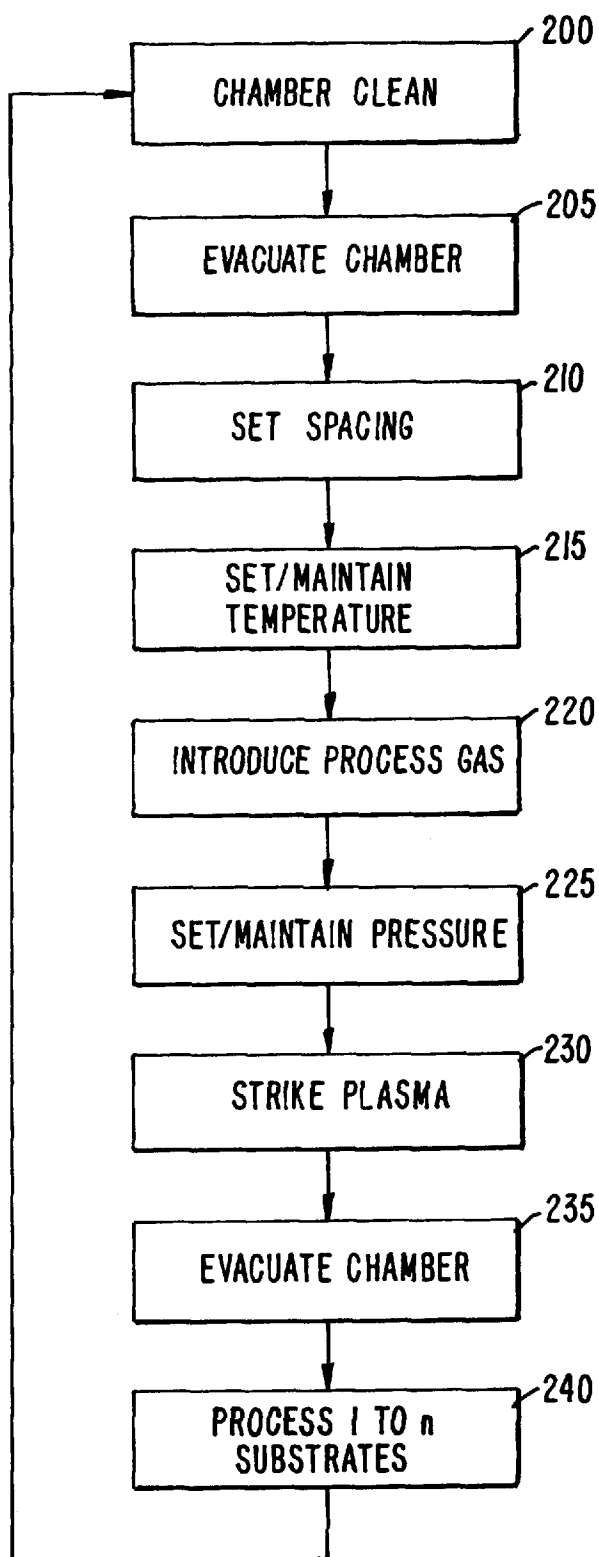 200
CHAMBER CLEAN
205
EVACUATE CHAMBER
210
SET SPACING
215
SET/MAINTAIN
TEMPERATURE
220
INTRODUCE PROCESS GAS
225
SET/MAINTAIN PRESSURE
230
STRIKE PLASMA
235
EVACUATE CHAMBER
240
PROCESS 1 TO n
SUBSTRATES